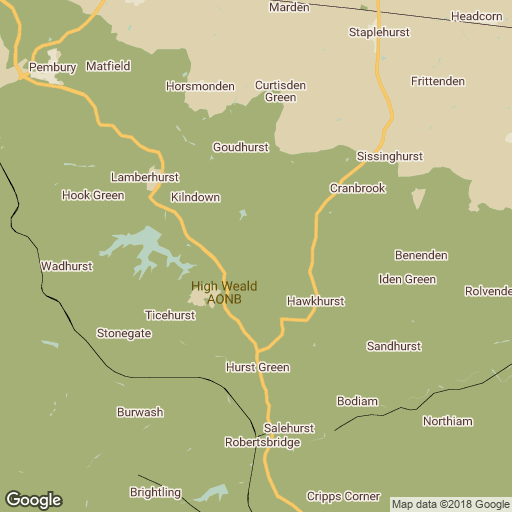 Marden
Headcorn
Staplehurst
Pembury
Matfield
Horsmonden
Curtisden
Green
Frittenden
Goudhurst
Sissinghurst
Lamberhurst
Cranbrook
Hook Green
Kilndown
Benenden
Wadhurst
Iden Green
High Weald
AONB
Rolvende
Hawkhurst
Ticehurst
Stonegate
Sandhurst
Hurst Green
Bodiam
Burwash
Northiam
Salehurst
Robertsbridge
Brightling
Cripps Corner
Google
Map data ©2018 Google